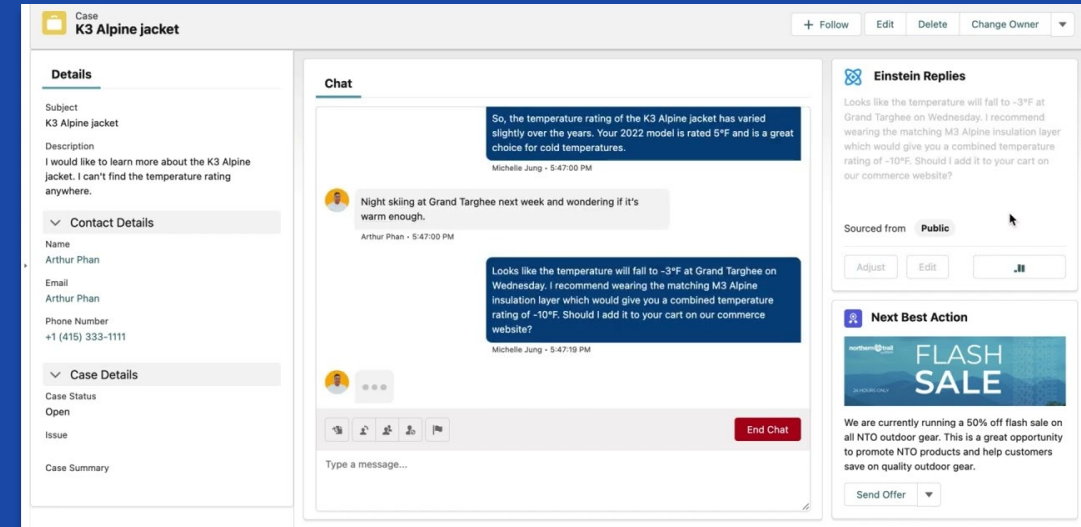 Case
K3 Alpine jacket
+ Follow
Edit
Delete
Change Owner
Details
Subject
K3 Alpine jacket
Description
I would like to learn more about the K3 Alpine
jacket. I can't find the temperature rating
anywhere.
Contact Details
Name
Arthur Phan
Email
Arthur Phan
Phone Number
+1 (415) 333-1111
Case Details
Case Status
Open
Issue
Case Summary
Chat
So, the temperature rating of the K3 Alpine jacket has varied
slightly over the years. Your 2022 model is rated 5°F and is a great
choice for cold temperatures.
Michelle Jung • 5:47:00 PM
Night skiing at Grand Targhee next week and wondering if it's
warm enough.
Arthur Phan • 5:47:00 PM
Looks like the temperature will fall to -3°F at Grand Targhee on
Wednesday. I recommend wearing the matching M3 Alpine
insulation layer which would give you a combined temperature
rating of -10°F. Should I add it to your cart on our commerce
website?
Michelle Jung • 5:47:19 PM
End Chat
Type a message...
Einstein Replies
Looks like the temperature will fall to -3°F at
Grand Targhee on Wednesday. I recommend
wearing the matching M3 Alpine insulation layer
which would give you a combined temperature
rating of -10°F. Should I add it to your cart on
our commerce website?
Sourced from Public
Adjust
Edit
Next Best Action
northern trail
FLASH
SALE
24 HOURS ONLY
We are currently running a 50% off flash sale on
all NTO outdoor gear. This is a great opportunity
to promote NTO products and help customers
save on quality outdoor gear.
Send Offer